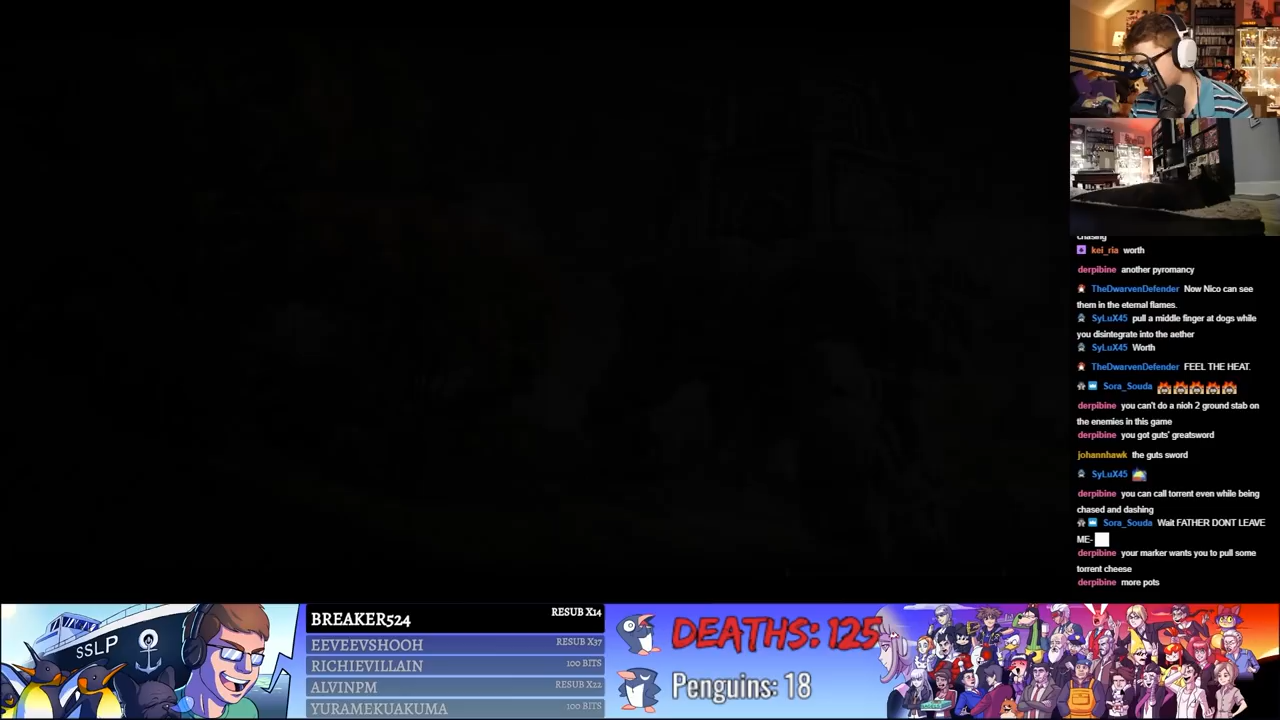 chasing
kei_ria worth
derpibine another pyromancy
TheDwarvenDefender Now Nico can see
them in the eternal flames.
SyLuX45 pull a middle finger at dogs while
you disintegrate into the aether
SyLuX45 Worth
TheDwarvenDefender FEEL THE HEAT.
Sora_Souda
derpibine you can't do a nioh 2 ground stab on
the enemies in this game
derpibine you got guts' greatsword
johannhawk the guts sword
SyLuX45
derpibine you can call torrent even while being
chased and dashing
Sora_Souda Wait FATHER DONT LEAVE
ME-
derpibine your marker wants you to pull some
torrent cheese
derpibine more pots
SSLP
BREAKER524 RESUB X14
EEVEEVSHOOH RESUB X37
RICHIEVILLAIN 100 BITS
ALVINPM RESUB X22
YURAMEKUAKUMA 100 BITS
DEATHS: 125
Penguins: 18